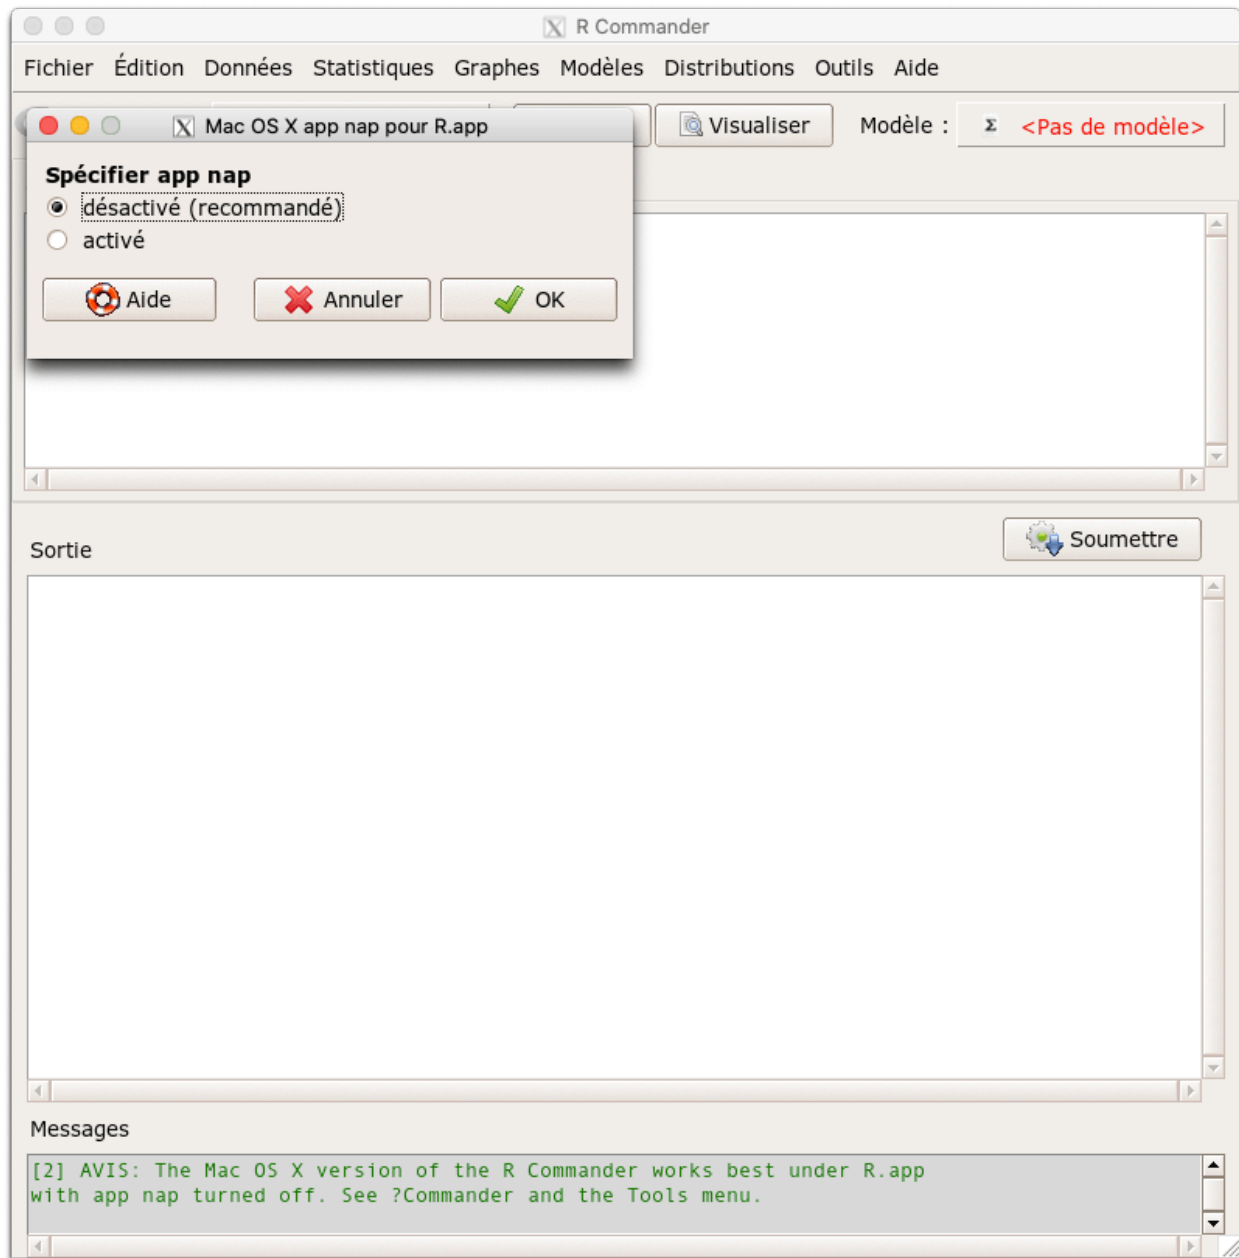 R Commander
Fichier Édition Données Statistiques Graphes Modèles Distributions Outils Aide
Mac OS X app nap pour R.app
Visualiser Modèle : Σ <Pas de modèle>
Spécifier app nap
désactivé (recommandé)
activé
Aide Annuler OK
Soumettre
Sortie
Messages
[2] AVIS: The Mac OS X version of the R Commander works best under R.app
with app nap turned off. See ?Commander and the Tools menu.